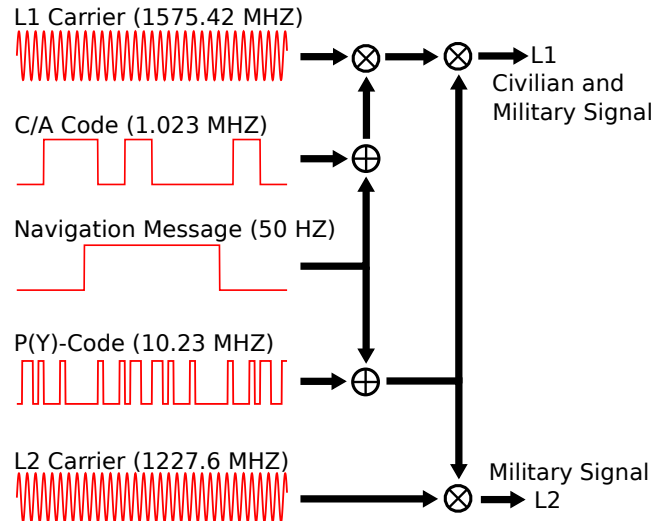 L1 Carrier (1575.42 MHZ)
L1
Civilian and
Military Signal
C/A Code (1.023 MHZ)
Navigation Message (50 HZ)
P(Y)-Code (10.23 MHZ)
L2 Carrier (1227.6 MHZ)
Military Signal
L2